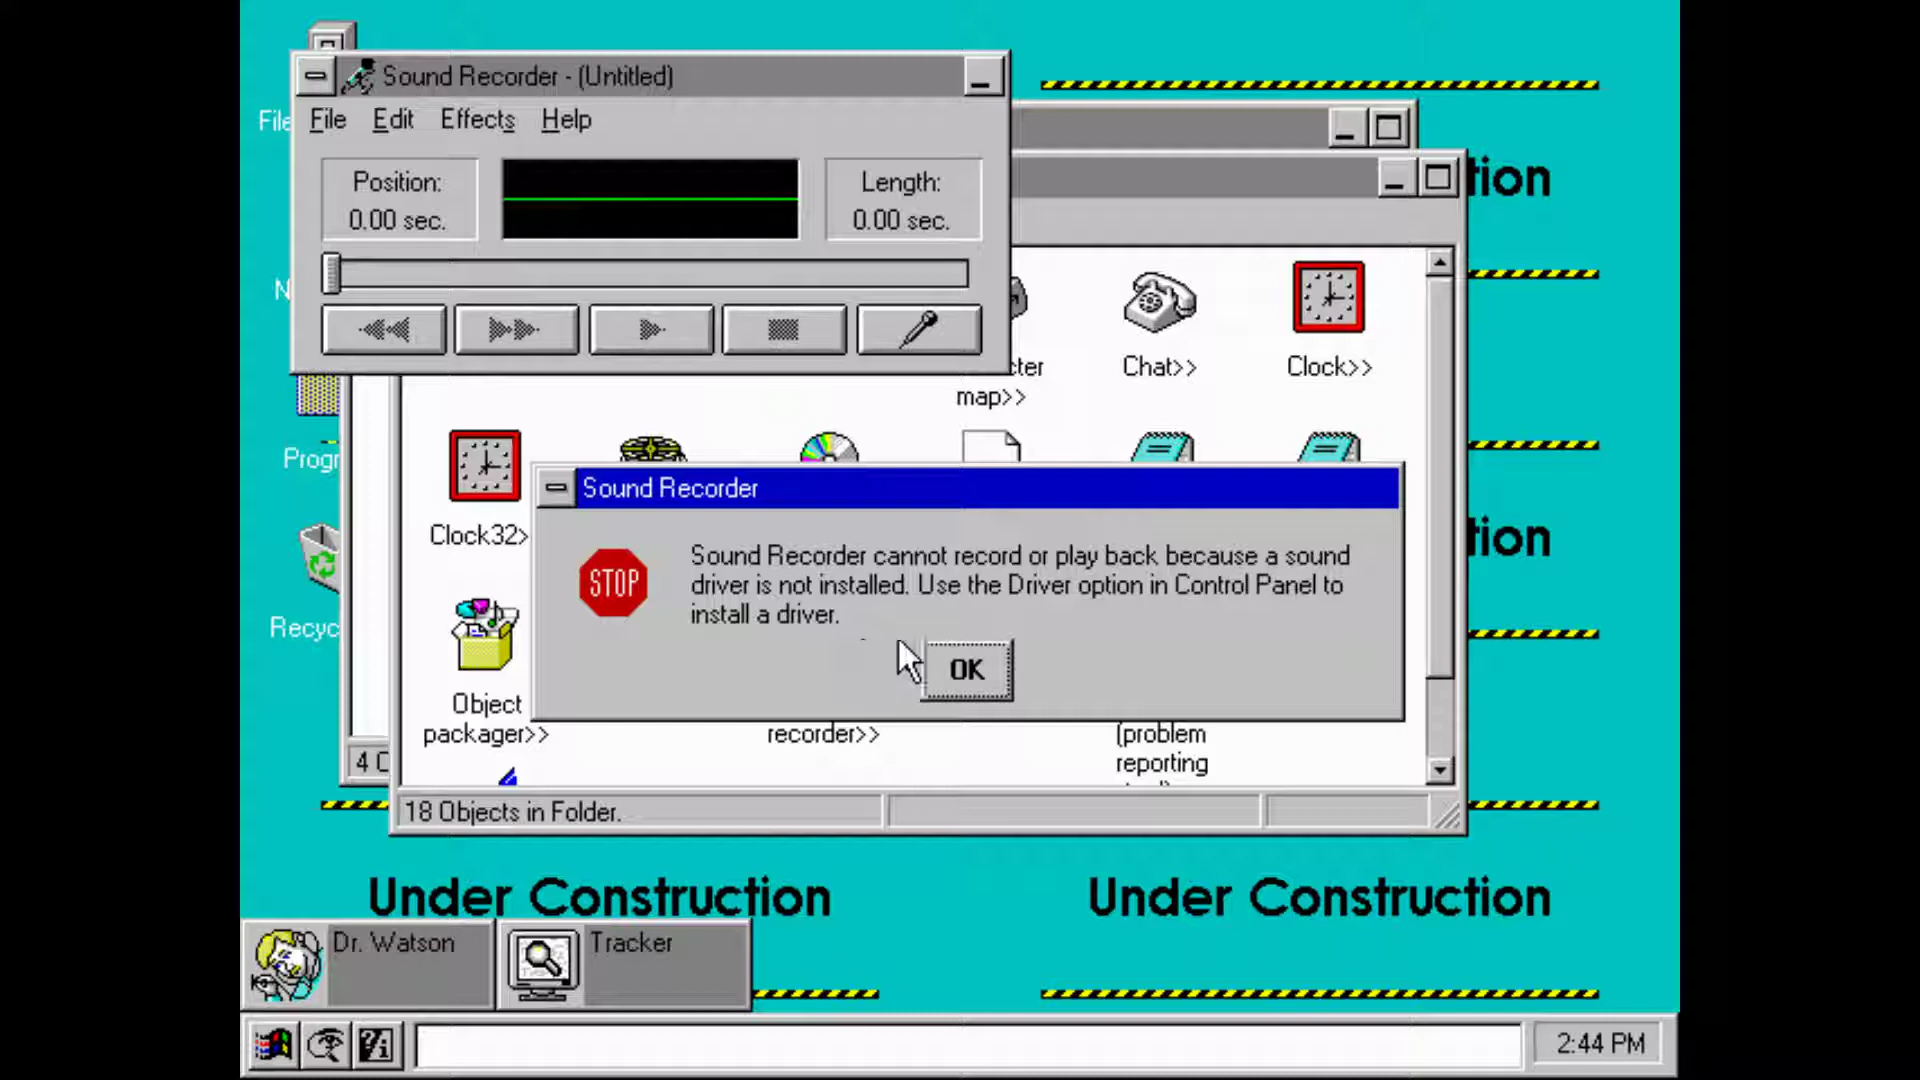 Sound Recorder - (Untitled)
File Edit Effects Help
Position:
0.00 sec.
Length:
0.00 sec.
Chat>>
Clock>>
map>>
Clock32>
Sound Recorder
STOP
Sound Recorder cannot record or play back because a sound
driver is not installed. Use the Driver option in Control Panel to
install a driver.
OK
Object
packager>>
recorder>>
(problem
reporting
18 Objects in Folder.
Under Construction
Under Construction
Dr. Watson
Tracker
2:44 PM